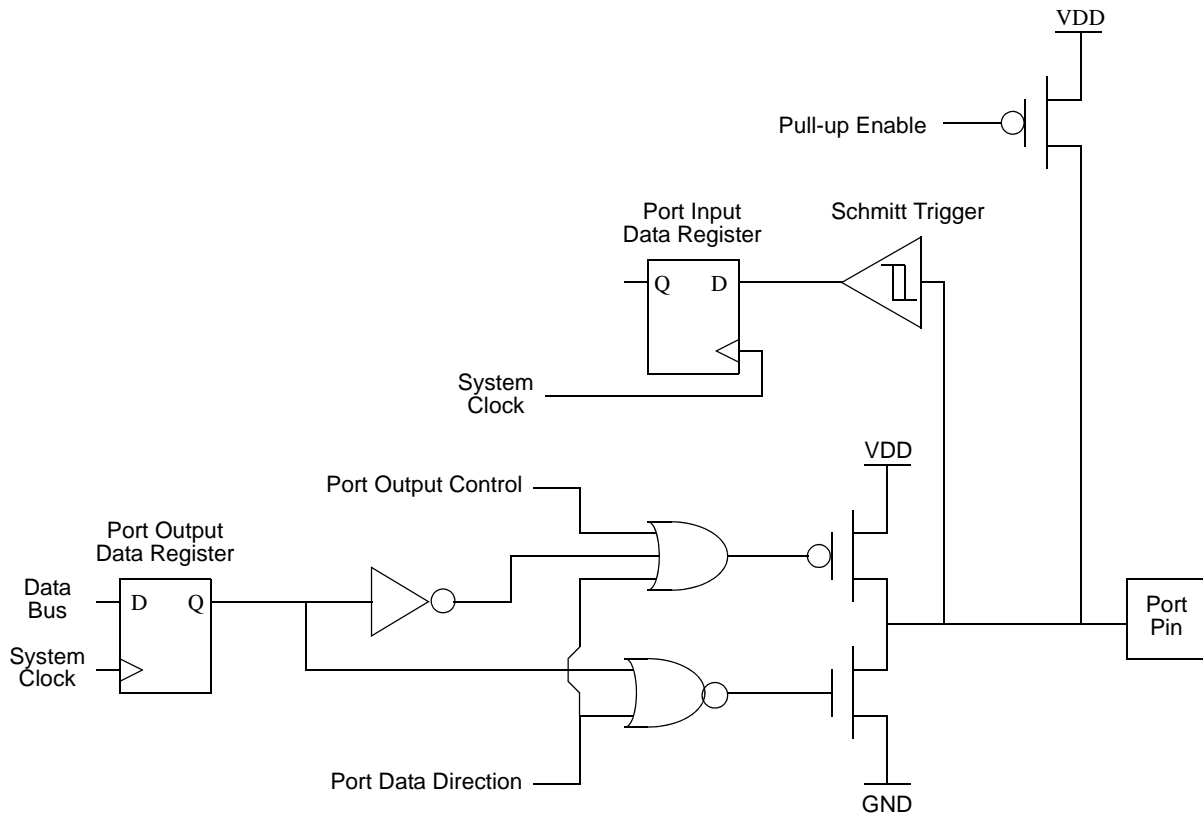 VDD
Pull-up Enable
Port Input
Data Register
Schmitt Trigger
Q
D
System
Clock
VDD
Port Output Control
Port Output
Data Register
Data
Bus
D
Q
System
Clock
Port
Pin
Port Data Direction
GND